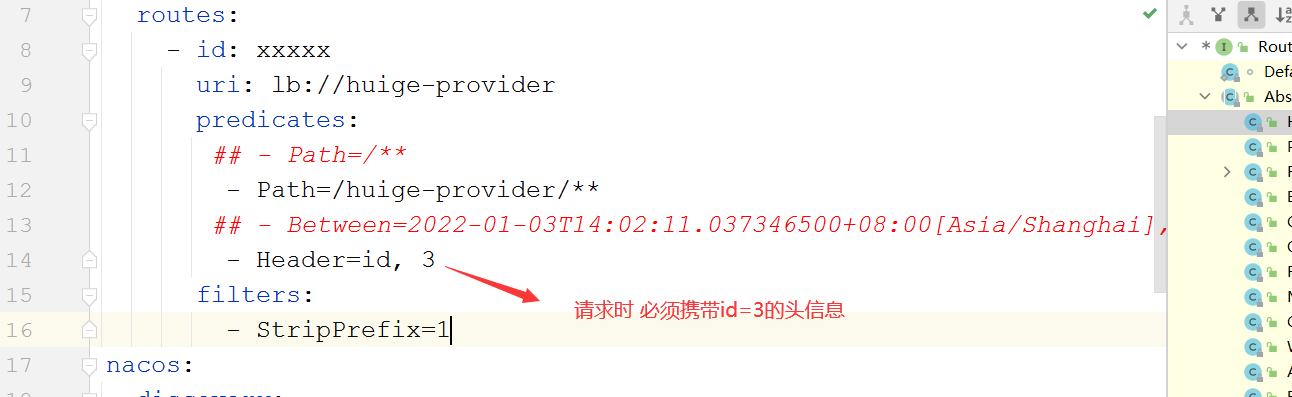 7 routes:
8 - id: xxxxx
9 uri: lb://huige-provider
10 predicates:
11 ## - Path=/**
12 - Path=/huige-provider/**
13 ## - Between=2022-01-03T14:02:11.037346500+08:00[Asia/Shanghai],
14 - Header=id, 3
请求时 必须携带id=3的头信息
15 filters:
16 - StripPrefix=1
17 nacos:
* I Rout
C Defa
C Abs
C
C
C
C
C
C
C
C
C
C
C